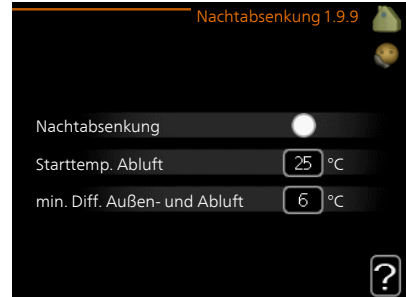 Nachtabsenkung 1.9.9
Nachtabsenkung
Starttemp. Abluft 25 °C
min. Diff. Außen- und Abluft 6 °C
?